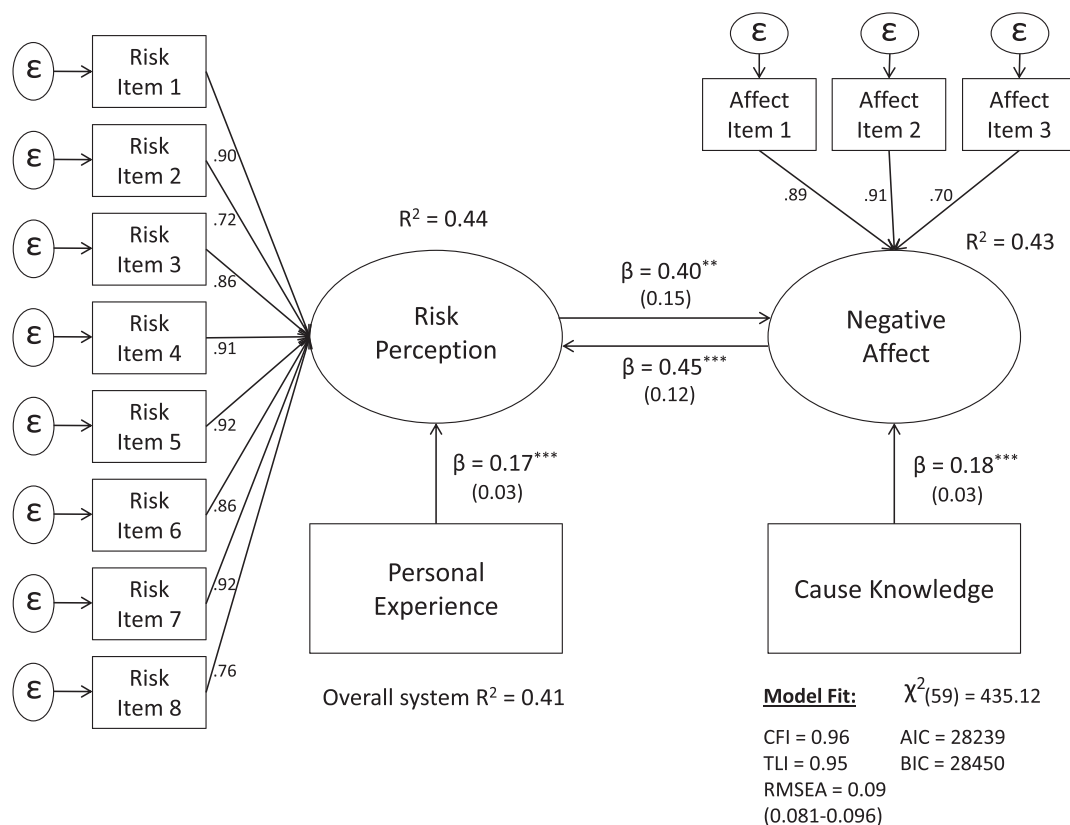 ε
Risk
Item 1
ε
Risk
Item 2
ε
Risk
Item 3
ε
Risk
Item 4
ε
Risk
Item 5
ε
Risk
Item 6
ε
Risk
Item 7
ε
Risk
Item 8
.90
.72
.86
.91
.92
.86
.92
.76
R² = 0.44
Risk
Perception
β = 0.40**
(0.15)
β = 0.45***
(0.12)
ε
ε
ε
Affect
Item 1
Affect
Item 2
Affect
Item 3
.89
.91
.70
R² = 0.43
Negative
Affect
β = 0.17***
(0.03)
Personal
Experience
β = 0.18***
(0.03)
Cause Knowledge
Overall system R² = 0.41
Model Fit: χ²(59) = 435.12
CFI = 0.96 AIC = 28239
TLI = 0.95 BIC = 28450
RMSEA = 0.09
(0.081-0.096)